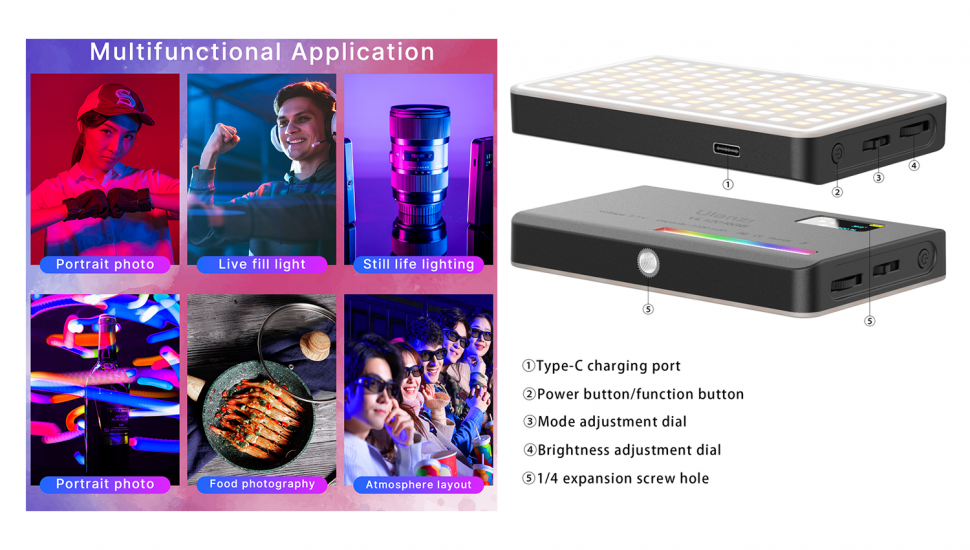 Multifunctional Application
Portrait photo
Live fill light
Still life lighting
Portrait photo
Food photography
Atmosphere layout
①
②
③
④
Ulanzi
⑤
⑤
①Type-C charging port
②Power button/function button
③Mode adjustment dial
④Brightness adjustment dial
⑤1/4 expansion screw hole